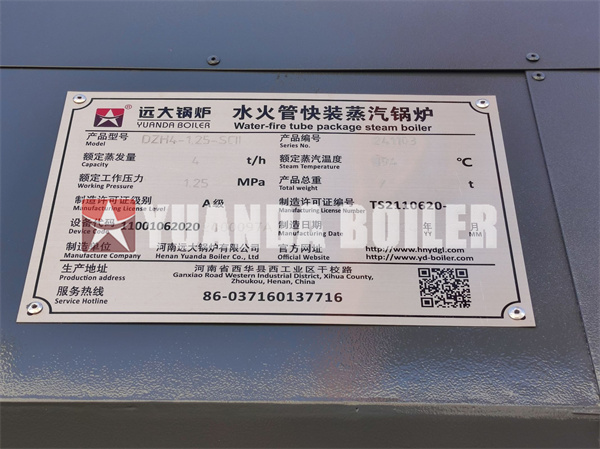 远大锅炉 水火管快装蒸汽锅炉
YUANDA BOILER Water-fire tube package steam boiler
产品型号 DZH4-1.25-SCII 产品编号
Model Series No.
额定蒸发量 4 t/h 额定蒸汽温度 ℃
Capacity Steam Temperature
额定工作压力 1.25 MPa 产品总重 t
Working Pressure Total weight
制造许可证级别 A级 制造许可证编号 TS2110620-
Manufacturing License Level Manufacturing License Number
设备代码 11001062020 制造日期 年 月
Device Code Manufacturing Date YY MM
YUANDA BOILER
制造单位 河南远大锅炉有限公司 官方网址 http://www.hnydgl.com
Manufacture Company Henan Yuanda Boiler Co., Ltd Official Website http://www.yd-boiler.com
生产地址 河南省西华县西工业区干校路
Production address Ganxiao Road Western Industrial District, Xihua County,
Zhoukou, Henan, China
服务热线 86-037160137716
Service Hotline